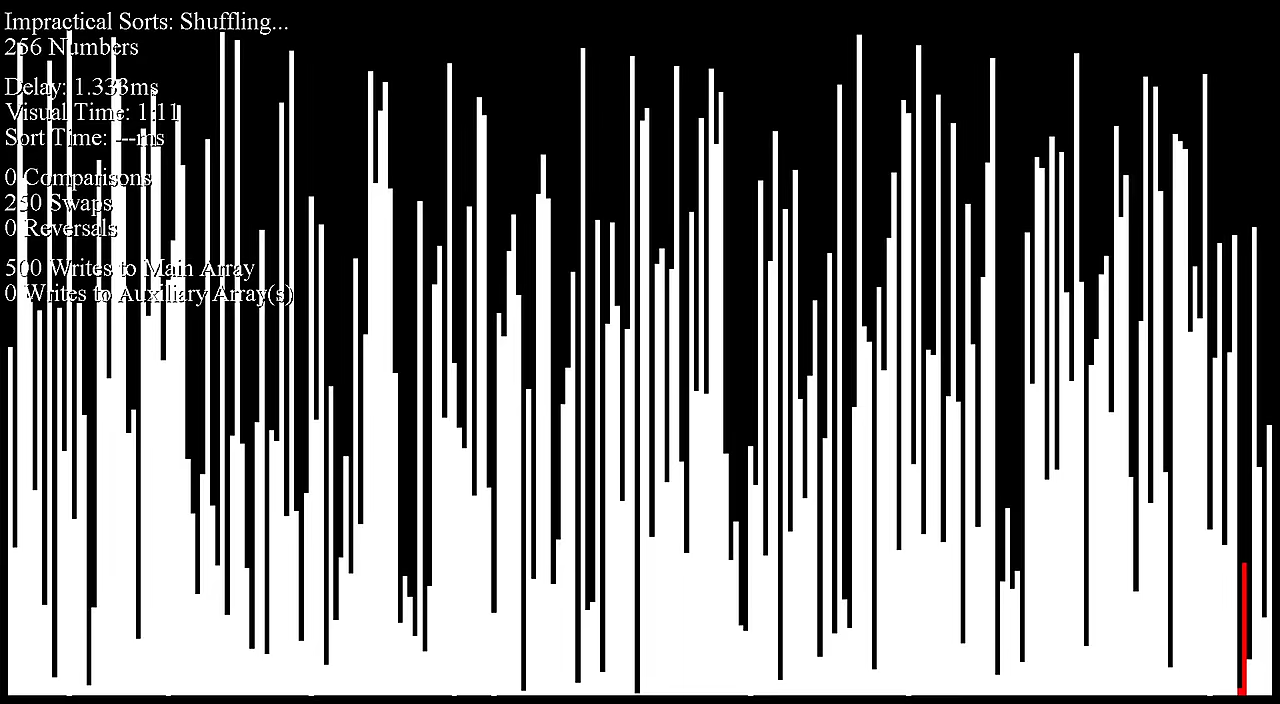 Impractical Sorts: Shuffling...
256 Numbers
Delay: 1.333ms
Visual Time: 1:11
Sort Time: ---ms
0 Comparisons
250 Swaps
0 Reversals
500 Writes to Main Array
0 Writes to Auxiliary Array(s)